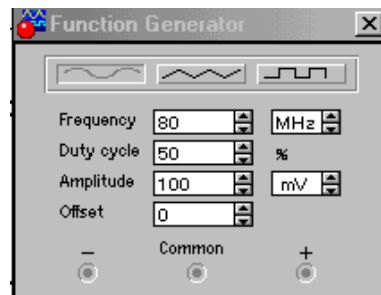 Function Generator
Frequency 80 MHz
Duty cycle 50 %
Amplitude 100 mV
Offset 0
Common
− +